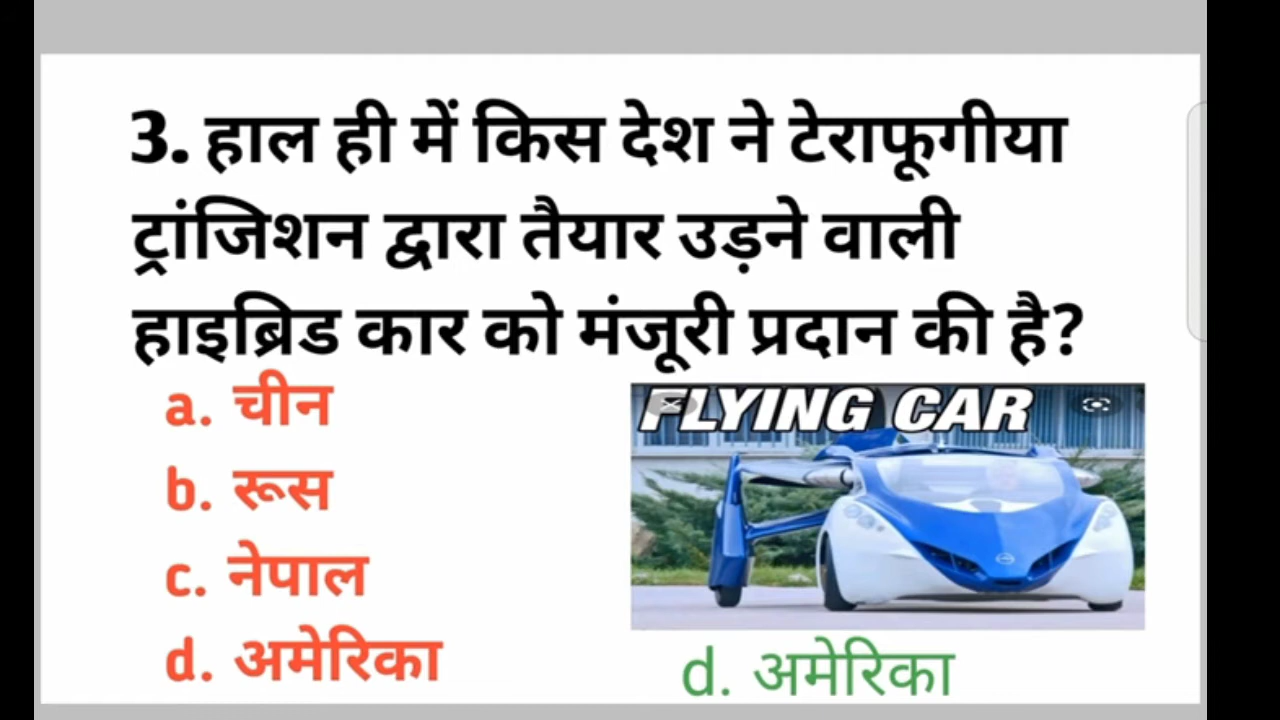 3. हाल ही में किस देश ने टेराफूगीया
ट्रांजिशन द्वारा तैयार उड़ने वाली
हाइब्रिड कार को मंजूरी प्रदान की है?
a. चीन
b. रूस
c. नेपाल
d. अमेरिका
FLYING CAR
d. अमेरिका